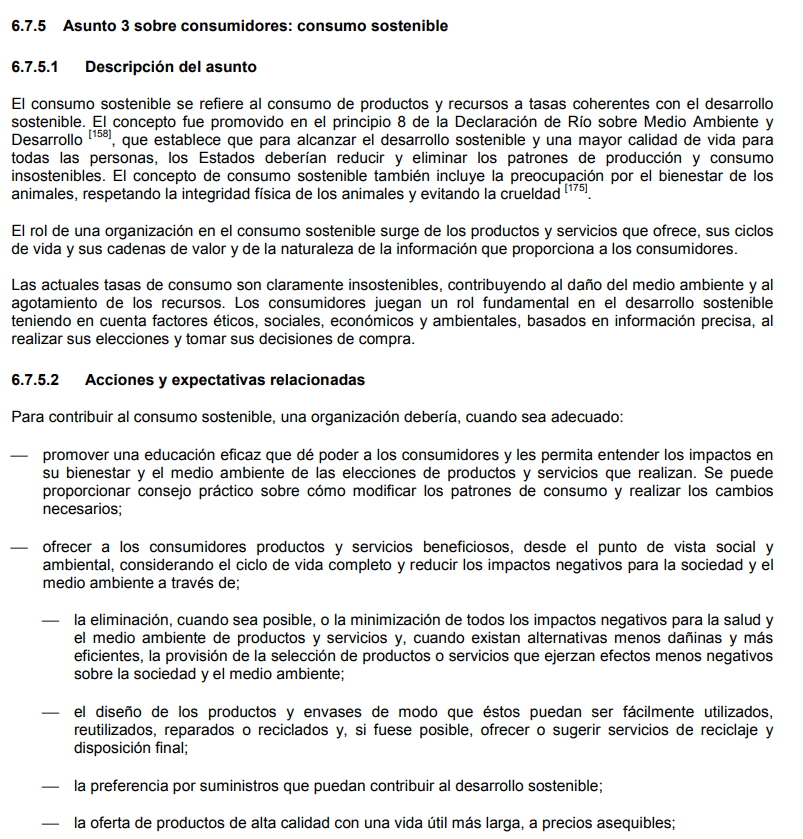 6.7.5 Asunto 3 sobre consumidores: consumo sostenible
6.7.5.1 Descripción del asunto
El consumo sostenible se refiere al consumo de productos y recursos a tasas coherentes con el desarrollo
sostenible. El concepto fue promovido en el principio 8 de la Declaración de Río sobre Medio Ambiente y
Desarrollo [158], que establece que para alcanzar el desarrollo sostenible y una mayor calidad de vida para
todas las personas, los Estados deberían reducir y eliminar los patrones de producción y consumo
insostenibles. El concepto de consumo sostenible también incluye la preocupación por el bienestar de los
animales, respetando la integridad física de los animales y evitando la crueldad [175].
El rol de una organización en el consumo sostenible surge de los productos y servicios que ofrece, sus ciclos
de vida y sus cadenas de valor y de la naturaleza de la información que proporciona a los consumidores.
Las actuales tasas de consumo son claramente insostenibles, contribuyendo al daño del medio ambiente y al
agotamiento de los recursos. Los consumidores juegan un rol fundamental en el desarrollo sostenible
teniendo en cuenta factores éticos, sociales, económicos y ambientales, basados en información precisa, al
realizar sus elecciones y tomar sus decisiones de compra.
6.7.5.2 Acciones y expectativas relacionadas
Para contribuir al consumo sostenible, una organización debería, cuando sea adecuado:
— promover una educación eficaz que dé poder a los consumidores y les permita entender los impactos en
su bienestar y el medio ambiente de las elecciones de productos y servicios que realizan. Se puede
proporcionar consejo práctico sobre cómo modificar los patrones de consumo y realizar los cambios
necesarios;
— ofrecer a los consumidores productos y servicios beneficiosos, desde el punto de vista social y
ambiental, considerando el ciclo de vida completo y reducir los impactos negativos para la sociedad y el
medio ambiente a través de;
— la eliminación, cuando sea posible, o la minimización de todos los impactos negativos para la salud y
el medio ambiente de productos y servicios y, cuando existan alternativas menos dañinas y más
eficientes, la provisión de la selección de productos o servicios que ejerzan efectos menos negativos
sobre la sociedad y el medio ambiente;
— el diseño de los productos y envases de modo que éstos puedan ser fácilmente utilizados,
reutilizados, reparados o reciclados y, si fuese posible, ofrecer o sugerir servicios de reciclaje y
disposición final;
— la preferencia por suministros que puedan contribuir al desarrollo sostenible;
— la oferta de productos de alta calidad con una vida útil más larga, a precios asequibles;